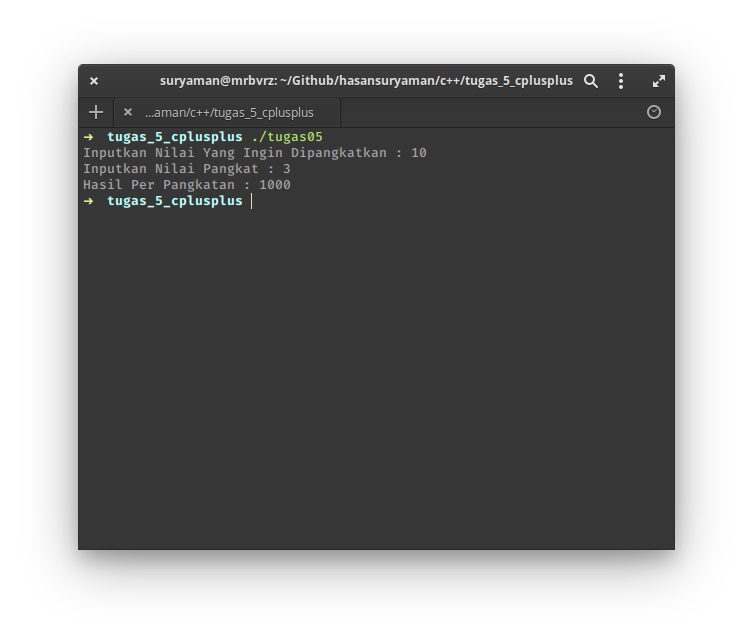 suryaman@mrbvrz: ~/Github/hasansuryaman/c++/tugas_5_cplusplus
...aman/c++/tugas_5_cplusplus
➜ tugas_5_cplusplus ./tugas05
Inputkan Nilai Yang Ingin Dipangkatkan : 10
Inputkan Nilai Pangkat : 3
Hasil Per Pangkatan : 1000
➜ tugas_5_cplusplus